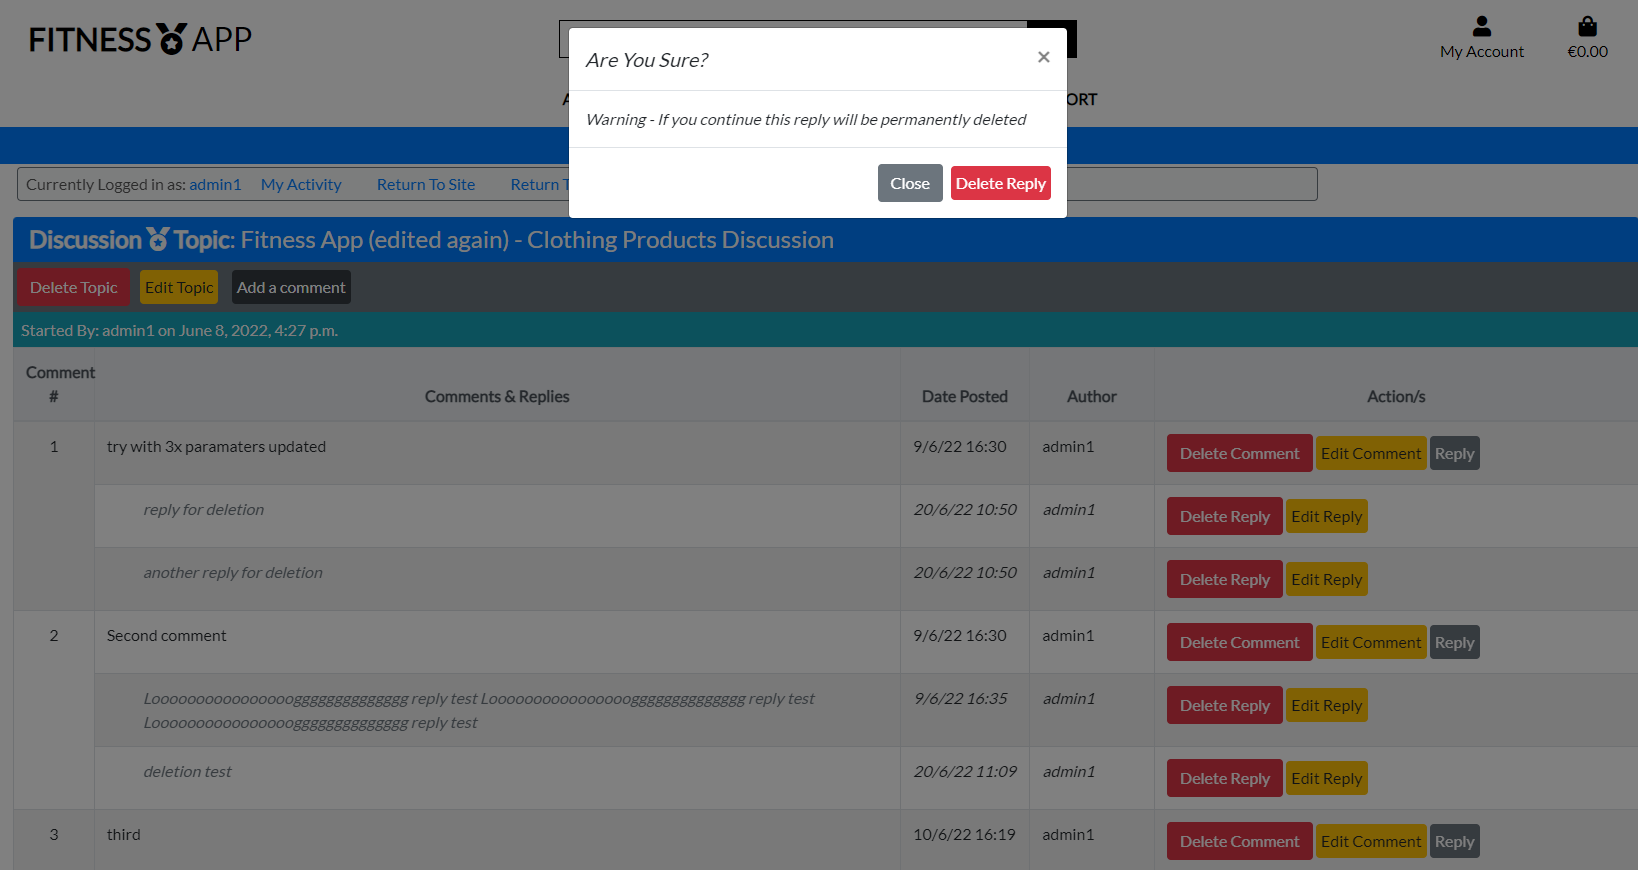 FITNESS APP
My Account
€0.00
Are You Sure?
×
Warning - If you continue this reply will be permanently deleted
Close Delete Reply
Currently Logged in as: admin1 My Activity Return To Site Return
Discussion Topic: Fitness App (edited again) - Clothing Products Discussion
Delete Topic Edit Topic Add a comment
Started By: admin1 on June 8, 2022, 4:27 p.m.
Comment
# Comments & Replies Date Posted Author Action/s
1 try with 3x paramaters updated 9/6/22 16:30 admin1 Delete Comment Edit Comment Reply
reply for deletion 20/6/22 10:50 admin1 Delete Reply Edit Reply
another reply for deletion 20/6/22 10:50 admin1 Delete Reply Edit Reply
2 Second comment 9/6/22 16:30 admin1 Delete Comment Edit Comment Reply
Looooooooooooooooggggggggggggggg reply test Looooooooooooooooggggggggggggggg reply test 9/6/22 16:35 admin1 Delete Reply Edit Reply
Looooooooooooooooggggggggggggggg reply test
deletion test 20/6/22 11:09 admin1 Delete Reply Edit Reply
3 third 10/6/22 16:19 admin1 Delete Comment Edit Comment Reply